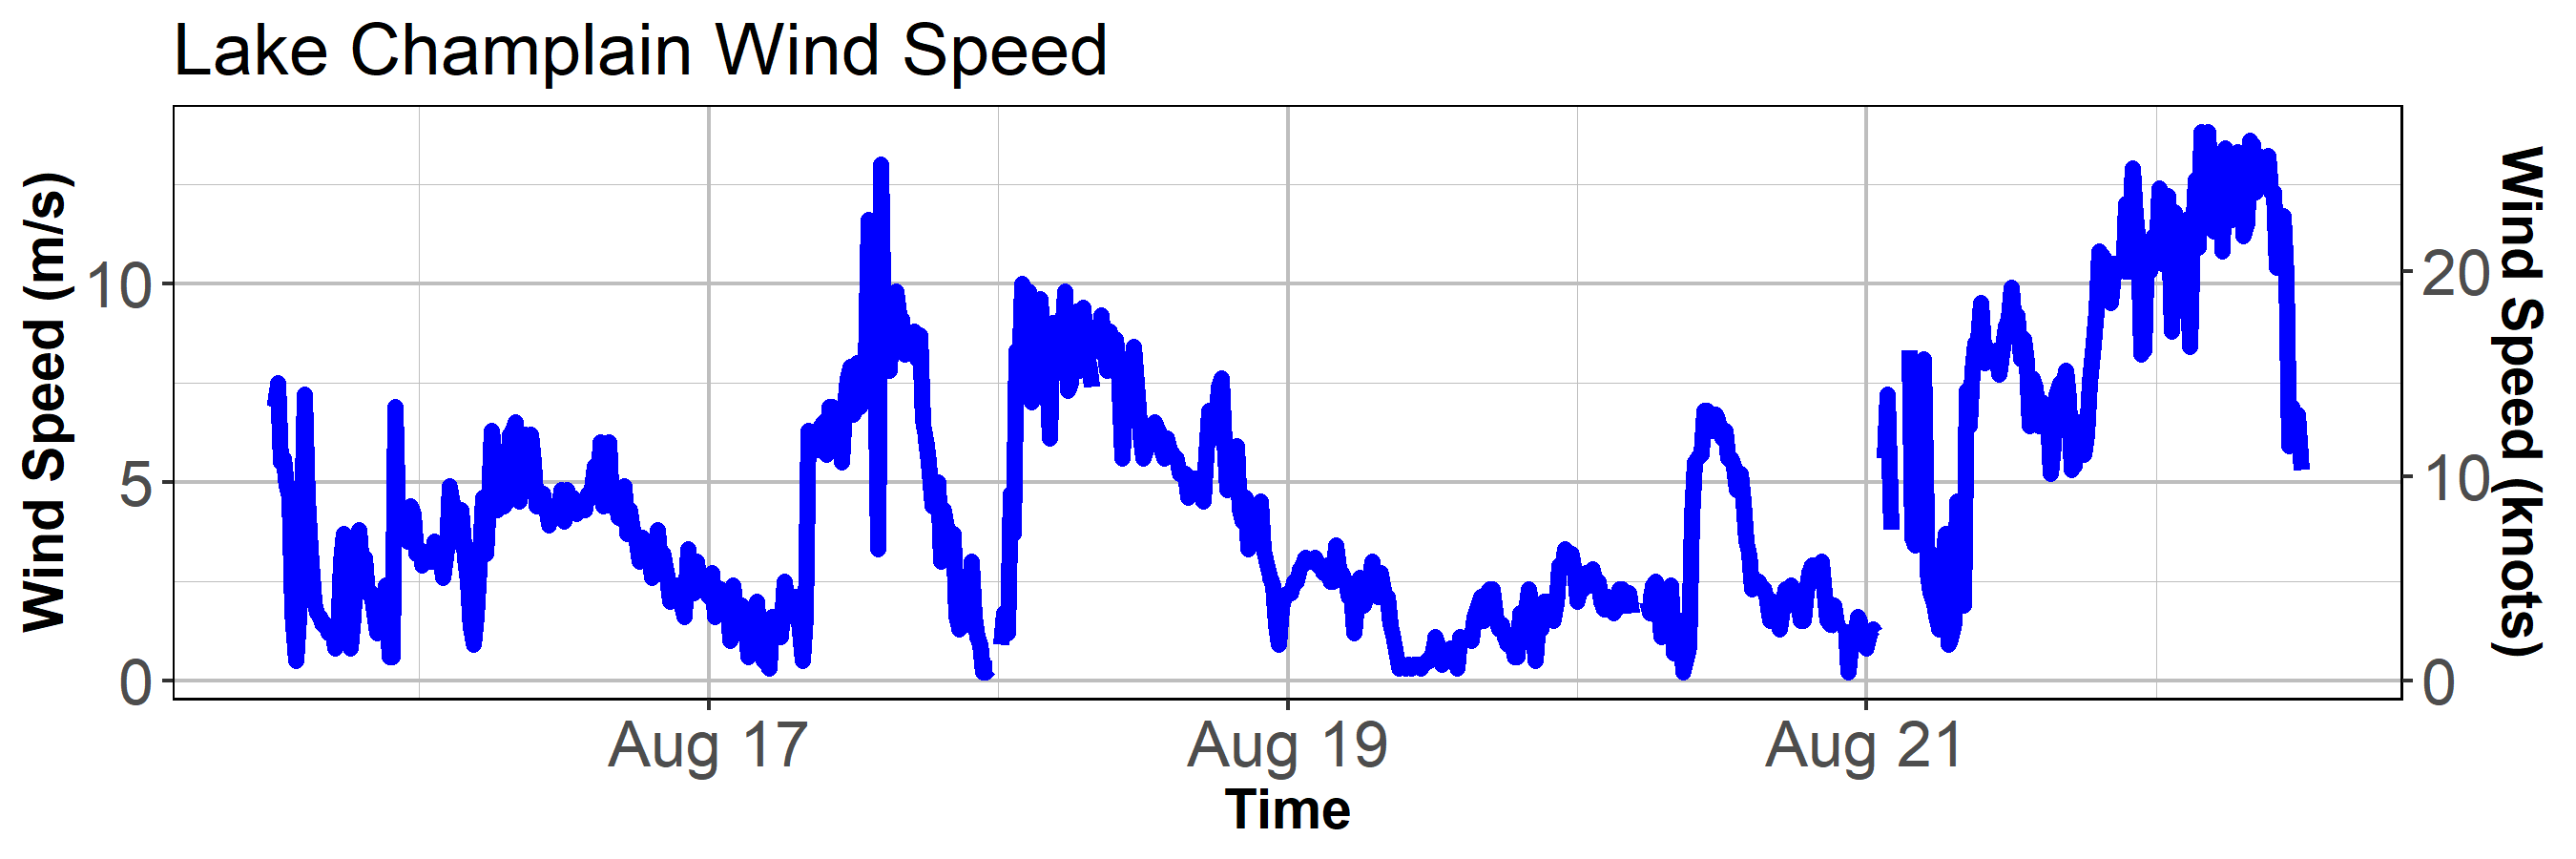 Lake Champlain Wind Speed
Wind Speed (m/s)
10
5
0
Wind Speed (knots)
20
10
0
Aug 17
Aug 19
Aug 21
Time